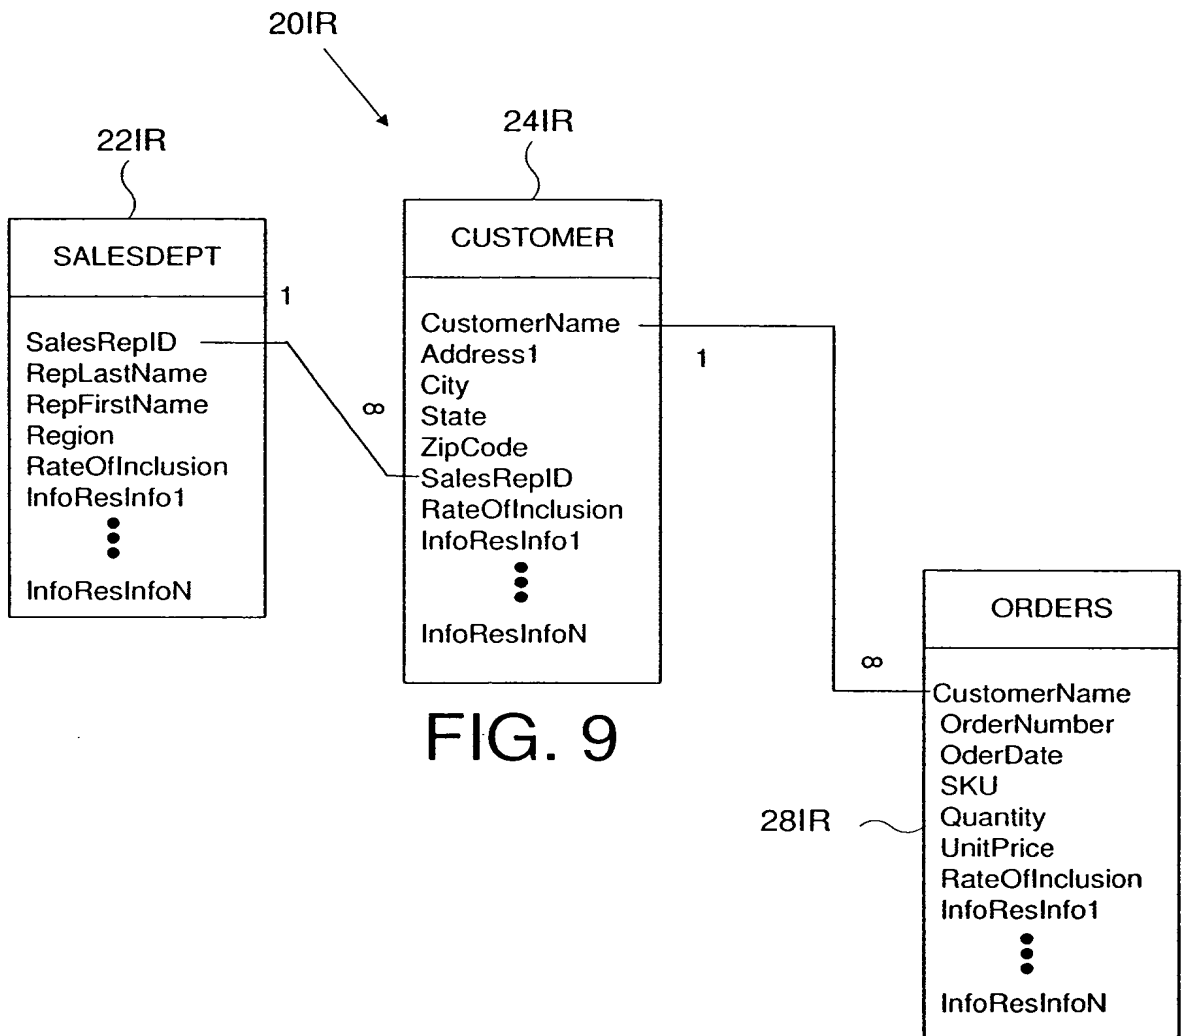 20IR
22IR
24IR
SALESDEPT
1
SalesRepID
RepLastName
RepFirstName
Region
RateOfInclusion
InfoResInfo1
InfoResInfoN
∞
CUSTOMER
CustomerName
Address1
City
State
ZipCode
SalesRepID
RateOfInclusion
InfoResInfo1
InfoResInfoN
1
∞
28IR
ORDERS
CustomerName
OrderNumber
OderDate
SKU
Quantity
UnitPrice
RateOfInclusion
InfoResInfo1
InfoResInfoN
FIG. 9